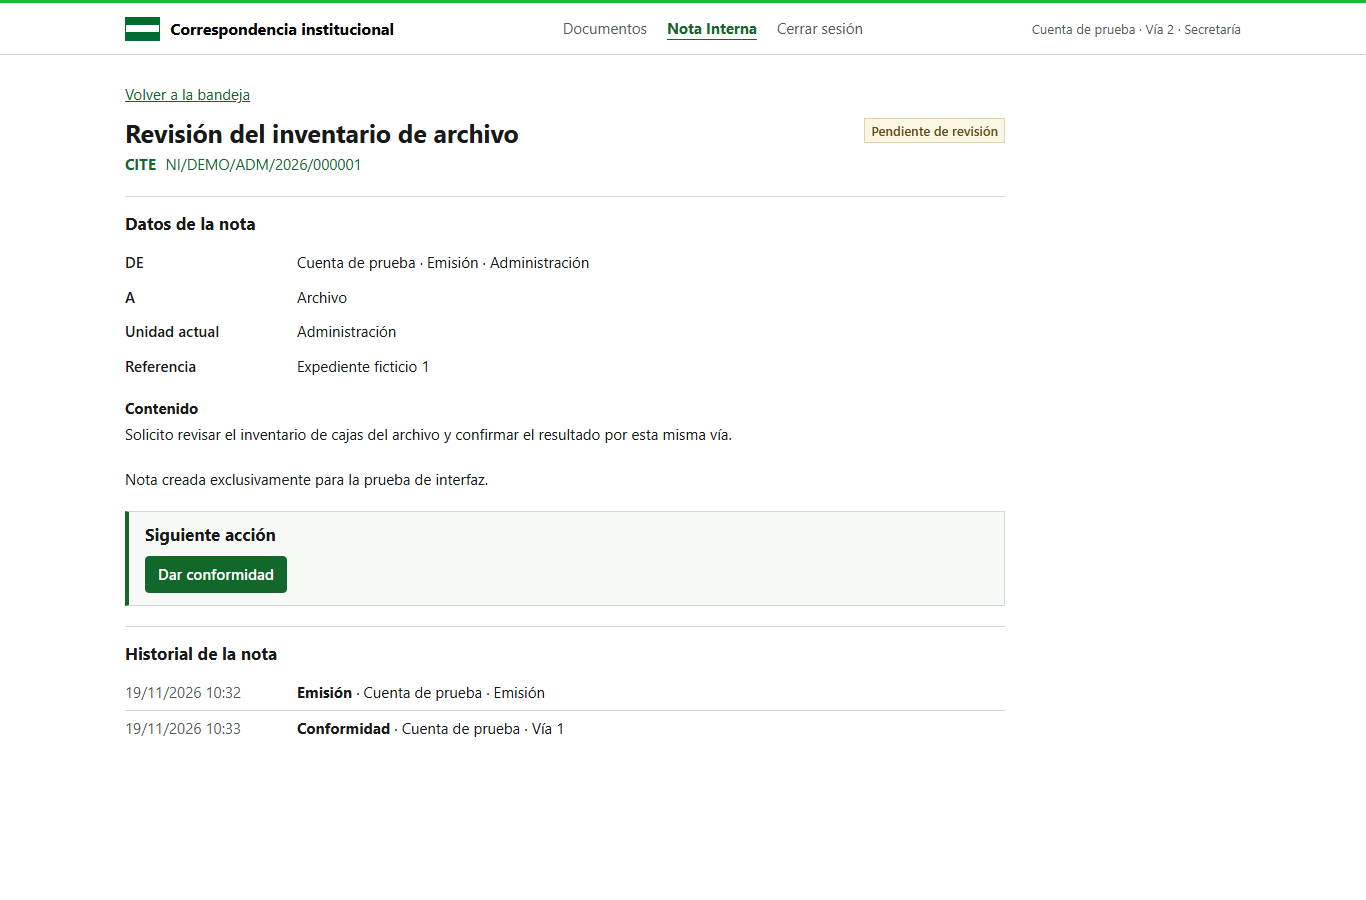 Correspondencia institucional
Documentos Nota Interna Cerrar sesión
Cuenta de prueba · Vía 2 · Secretaría
Volver a la bandeja
Revisión del inventario de archivo
Pendiente de revisión
CITE NI/DEMO/ADM/2026/000001
Datos de la nota
DE Cuenta de prueba · Emisión · Administración
A Archivo
Unidad actual Administración
Referencia Expediente ficticio 1
Contenido
Solicito revisar el inventario de cajas del archivo y confirmar el resultado por esta misma vía.
Nota creada exclusivamente para la prueba de interfaz.
Siguiente acción
Dar conformidad
Historial de la nota
19/11/2026 10:32 Emisión · Cuenta de prueba · Emisión
19/11/2026 10:33 Conformidad · Cuenta de prueba · Vía 1